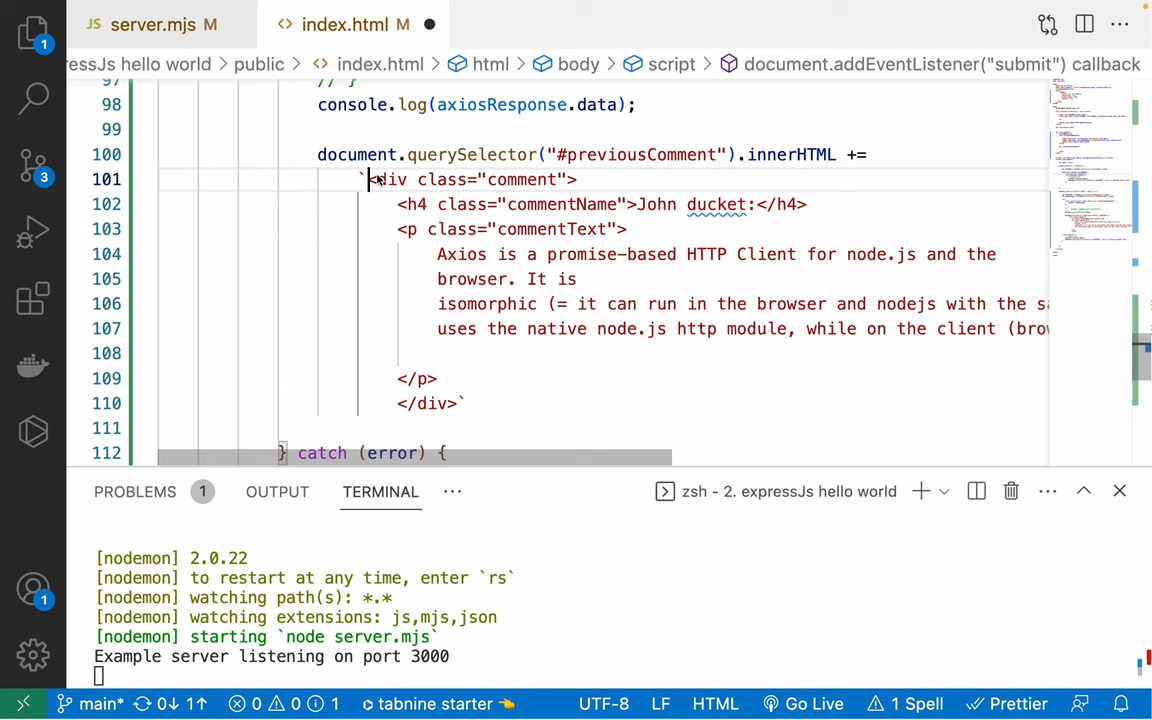 1
JS server.mjs M
<> index.html M ●
ressJs hello world > public > <> index.html > html > body > script > document.addEventListener("submit") callback
97 // }
98 console.log(axiosResponse.data);
99
100 document.querySelector("#previousComment").innerHTML +=
101 `<div class="comment">
102 <h4 class="commentName">John ducket:</h4>
103 <p class="commentText">
104 Axios is a promise-based HTTP Client for node.js and the
105 browser. It is
106 isomorphic (= it can run in the browser and nodejs with the sa
107 uses the native node.js http module, while on the client (brow
108
109 </p>
110 </div>`
111
112 } catch (error) {
3
PROBLEMS 1 OUTPUT TERMINAL ··· zsh - 2. expressJs hello world
[nodemon] 2.0.22
[nodemon] to restart at any time, enter `rs`
[nodemon] watching path(s): *.*
[nodemon] watching extensions: js,mjs,json
[nodemon] starting `node server.mjs`
Example server listening on port 3000
1
main* 0↓ 1↑ 0 0 1 tabnine starter 👈 UTF-8 LF HTML Go Live 1 Spell Prettier